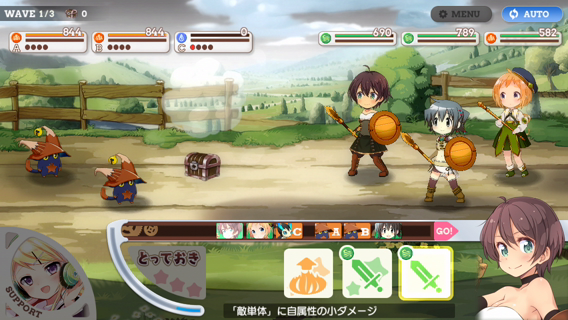 WAVE 1/3 0
MENU
AUTO
844
844
0
690
789
582
A
B
C
C
A
B
GO!
とっておき
SUPPORT
「敵単体」に自属性の小ダメージ